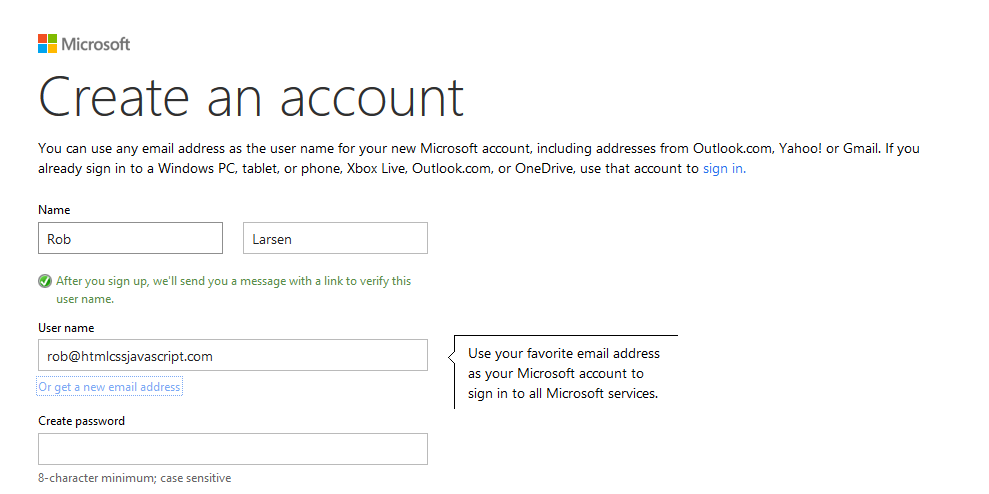 Microsoft
Create an account
You can use any email address as the user name for your new Microsoft account, including addresses from Outlook.com, Yahoo! or Gmail. If you
already sign in to a Windows PC, tablet, or phone, Xbox Live, Outlook.com, or OneDrive, use that account to sign in.
Name
Rob Larsen
After you sign up, we'll send you a message with a link to verify this
user name.
User name
rob@htmlcssjavascript.com
Or get a new email address
Use your favorite email address
as your Microsoft account to
sign in to all Microsoft services.
Create password
8-character minimum; case sensitive